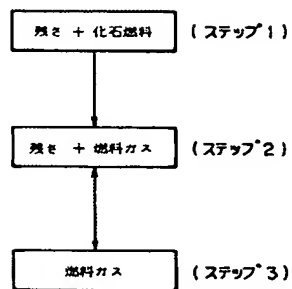 残さ + 化石燃料 (ステップ1)
残さ + 燃料ガス (ステップ2)
燃料ガス (ステップ3)